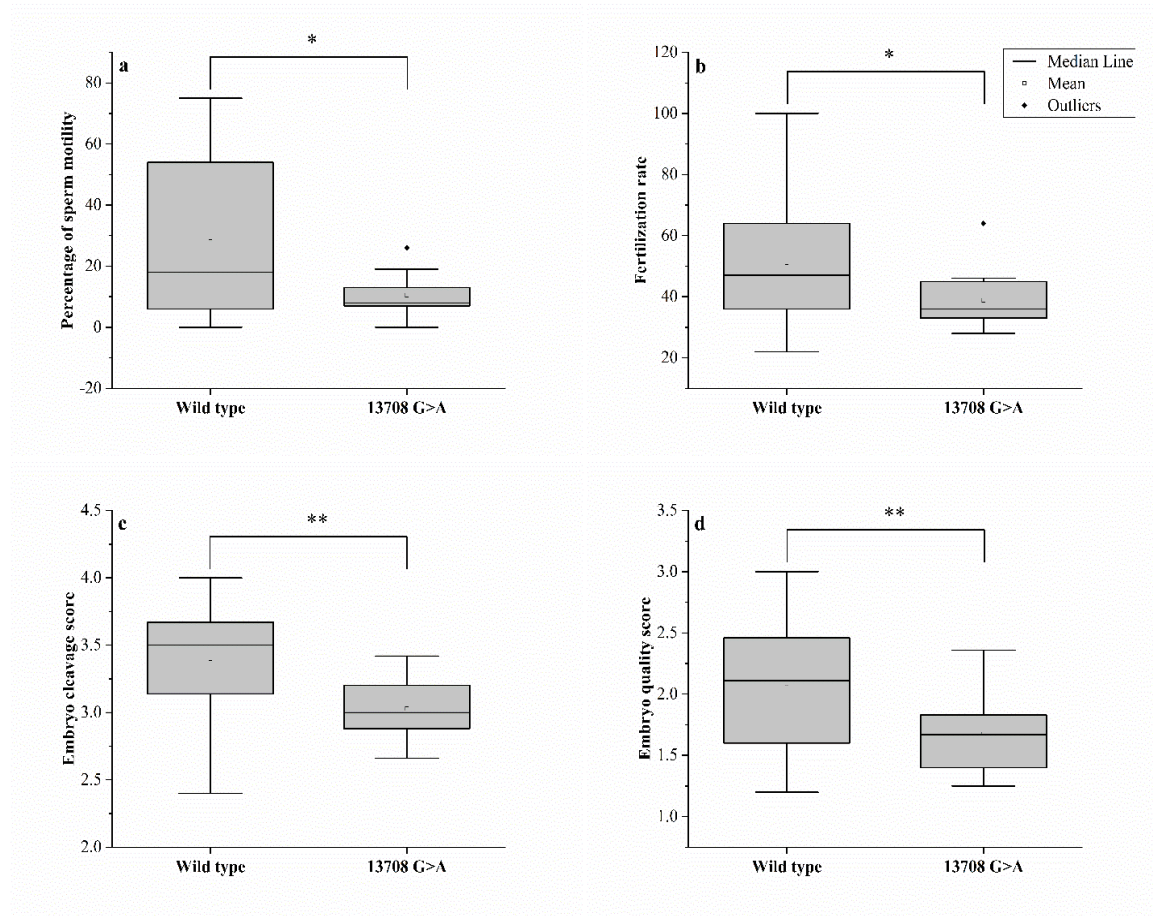 *
a
Percentage of sperm motility
80
60
40
20
0
-20
Wild type
13708 G>A
*
b
Fertilization rate
120
100
80
60
40
20
Median Line
Mean
Outliers
Wild type
13708 G>A
**
c
Embryo cleavage score
4.5
4.0
3.5
3.0
2.5
2.0
Wild type
13708 G>A
**
d
Embryo quality score
3.5
3.0
2.5
2.0
1.5
1.0
Wild type
13708 G>A